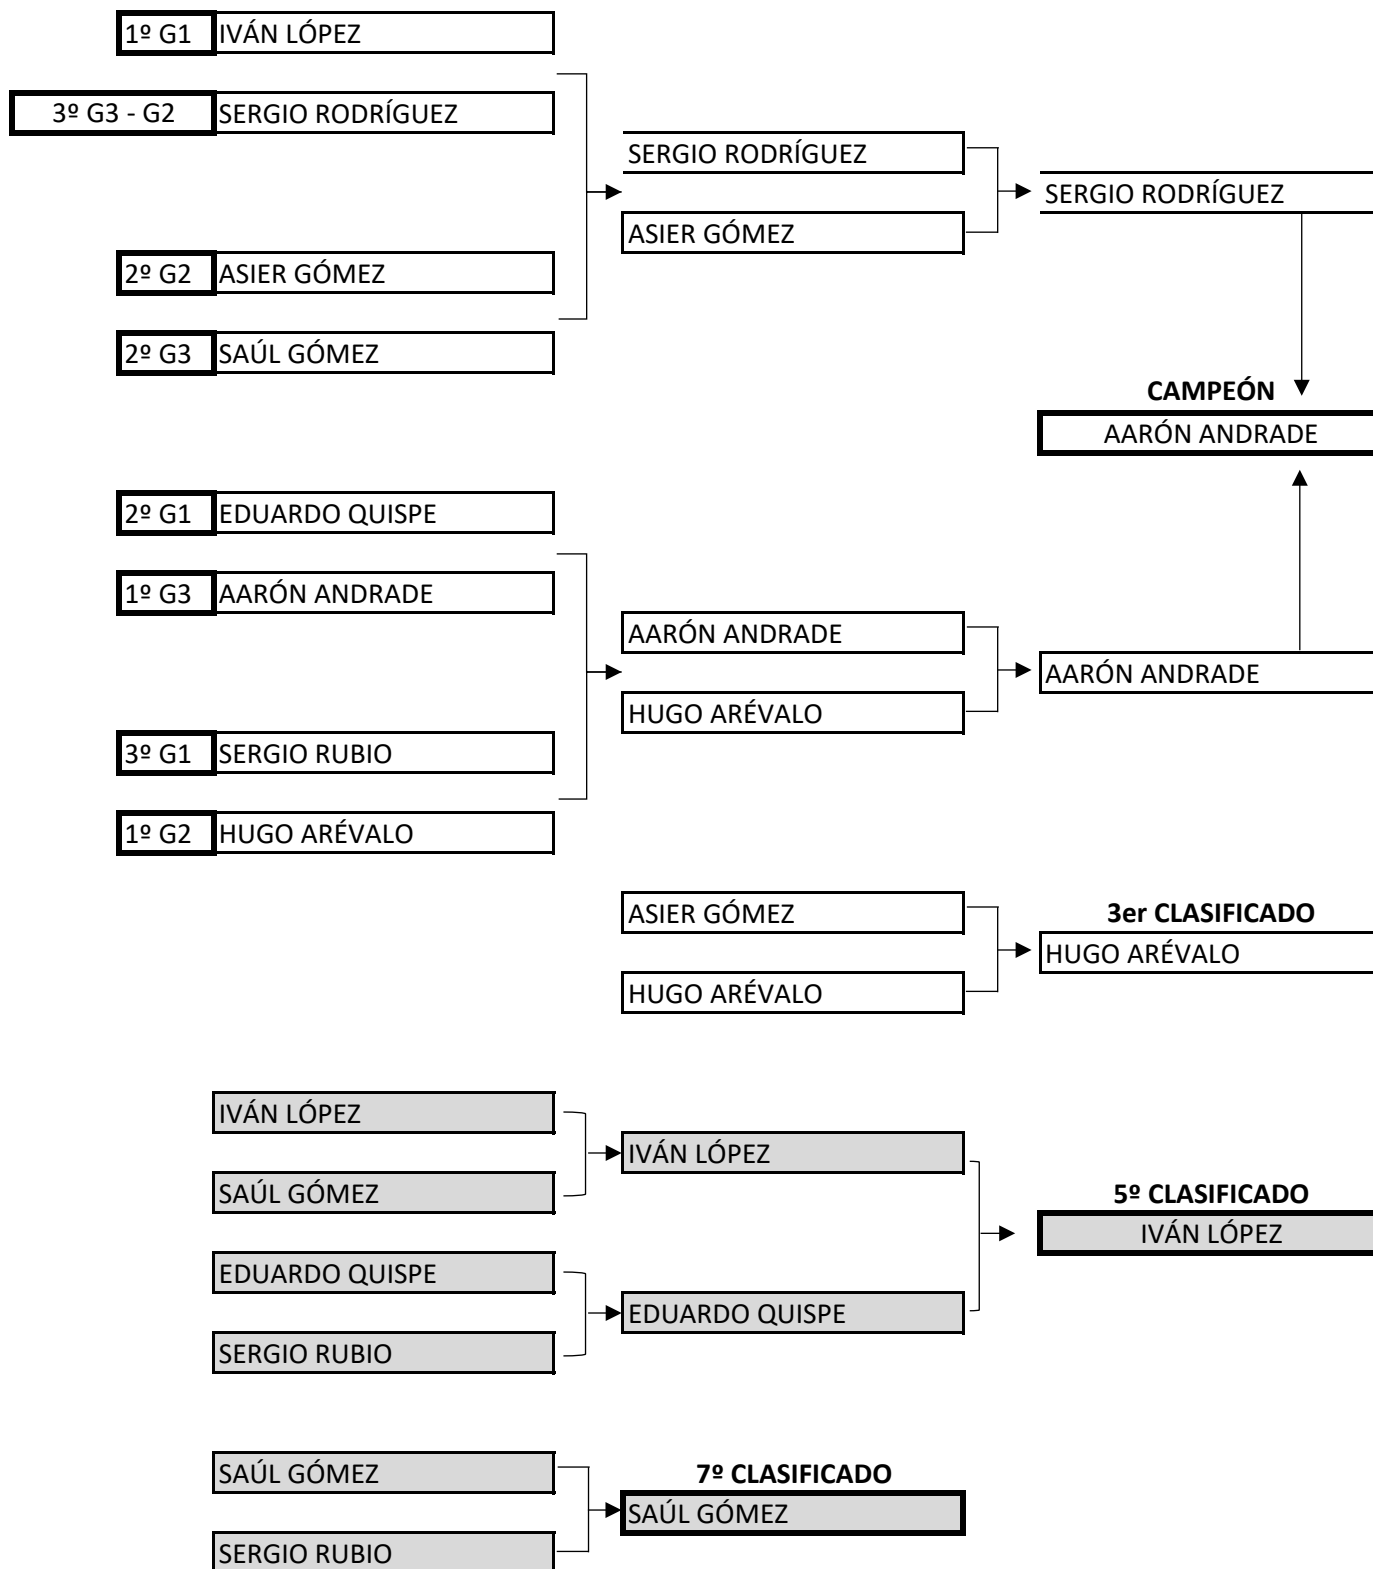 1º G1 IVÁN LÓPEZ
3º G3 - G2 SERGIO RODRÍGUEZ
SERGIO RODRÍGUEZ
SERGIO RODRÍGUEZ
ASIER GÓMEZ
2º G2 ASIER GÓMEZ
2º G3 SAÚL GÓMEZ
CAMPEÓN
AARÓN ANDRADE
2º G1 EDUARDO QUISPE
1º G3 AARÓN ANDRADE
AARÓN ANDRADE
AARÓN ANDRADE
HUGO ARÉVALO
3º G1 SERGIO RUBIO
1º G2 HUGO ARÉVALO
ASIER GÓMEZ 3er CLASIFICADO
HUGO ARÉVALO
HUGO ARÉVALO
IVÁN LÓPEZ
IVÁN LÓPEZ
SAÚL GÓMEZ 5º CLASIFICADO
IVÁN LÓPEZ
EDUARDO QUISPE
EDUARDO QUISPE
SERGIO RUBIO
SAÚL GÓMEZ 7º CLASIFICADO
SAÚL GÓMEZ
SERGIO RUBIO